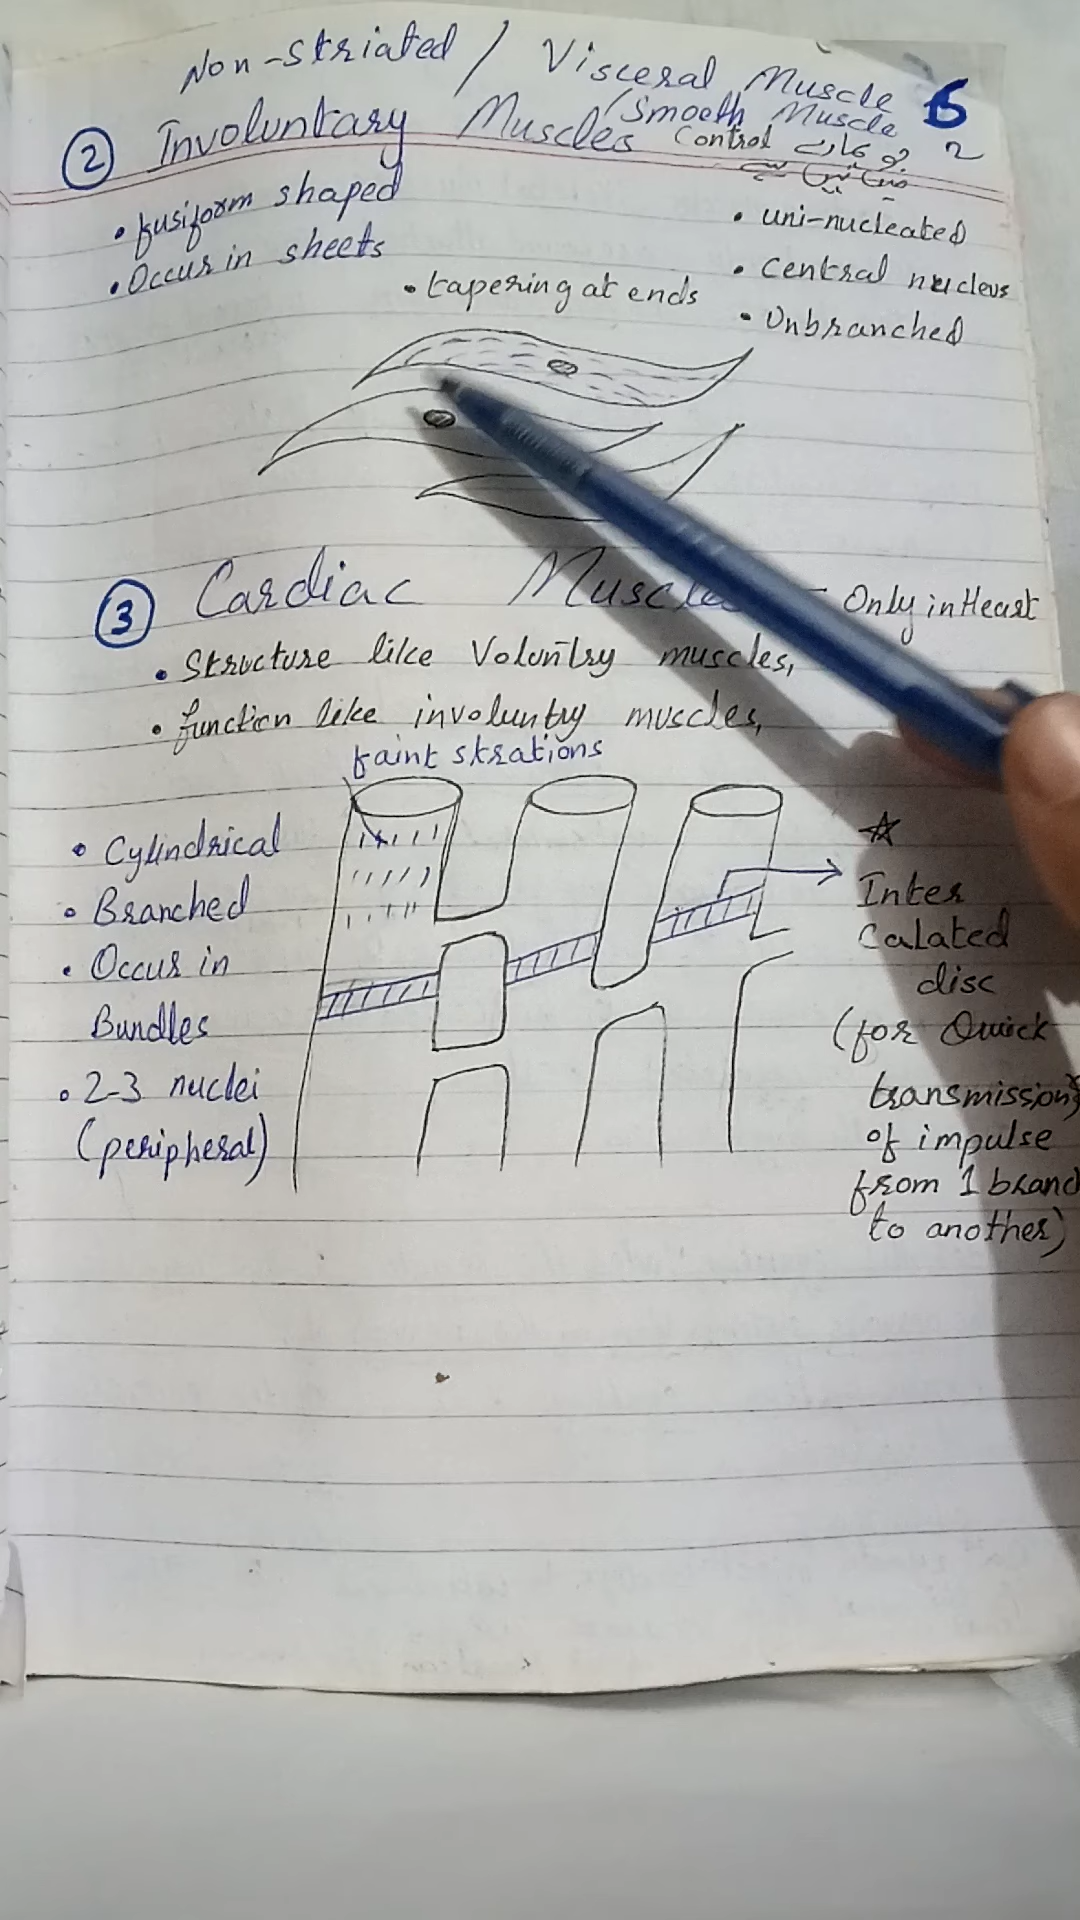 Non-Striated / Visceral Muscle
(Smooth Muscle
② Involuntary Muscles Control
• fusiform shaped
• Occur in sheets
• tapering at ends
• uni-nucleated
• Central nucleus
• Unbranched
③ Cardiac Muscles - Only in Heart
• Structure like Voluntry muscles,
• function like involuntry muscles,
faint strations
• Cylindrical
• Branched
• Occur in
Bundles
• 2-3 nuclei
(peripheral)
Inter
Calated
disc
(for Quick
transmission
of impulse
from 1 branc
to another)